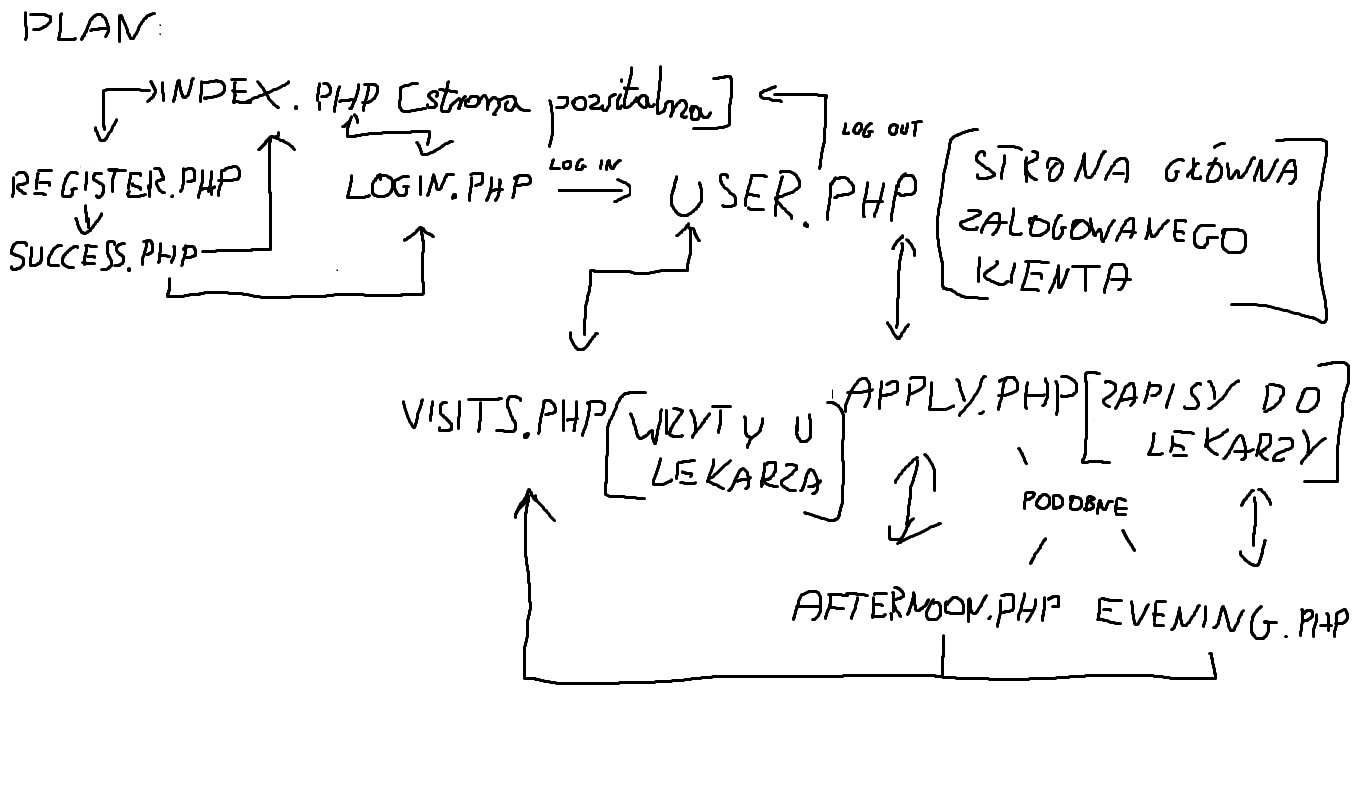 PLAN:
INDEX.PHP [strona pozsitalna]
LOG OUT
REGISTER.PHP
LOGIN.PHP
LOG IN
USER.PHP
[STRONA GŁÓWNA
ZALOGOWANEGO
KIENTA]
SUCCESS.PHP
VISITS.PHP [WIZYTY U
LEKARZA]
APPLY.PHP [ZAPISY DO
LEKARZY]
PODOBNE
AFTERNOON.PHP
EVENING.PHP